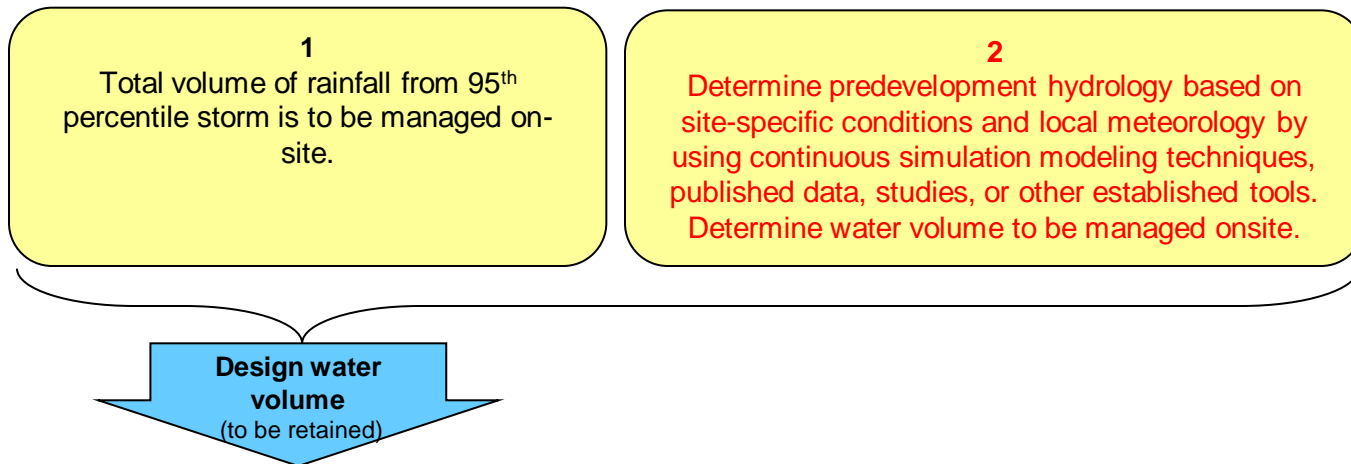 1
Total volume of rainfall from 95th
percentile storm is to be managed on-
site.
2
Determine predevelopment hydrology based on
site-specific conditions and local meteorology by
using continuous simulation modeling techniques,
published data, studies, or other established tools.
Determine water volume to be managed onsite.
Design water
volume
(to be retained)